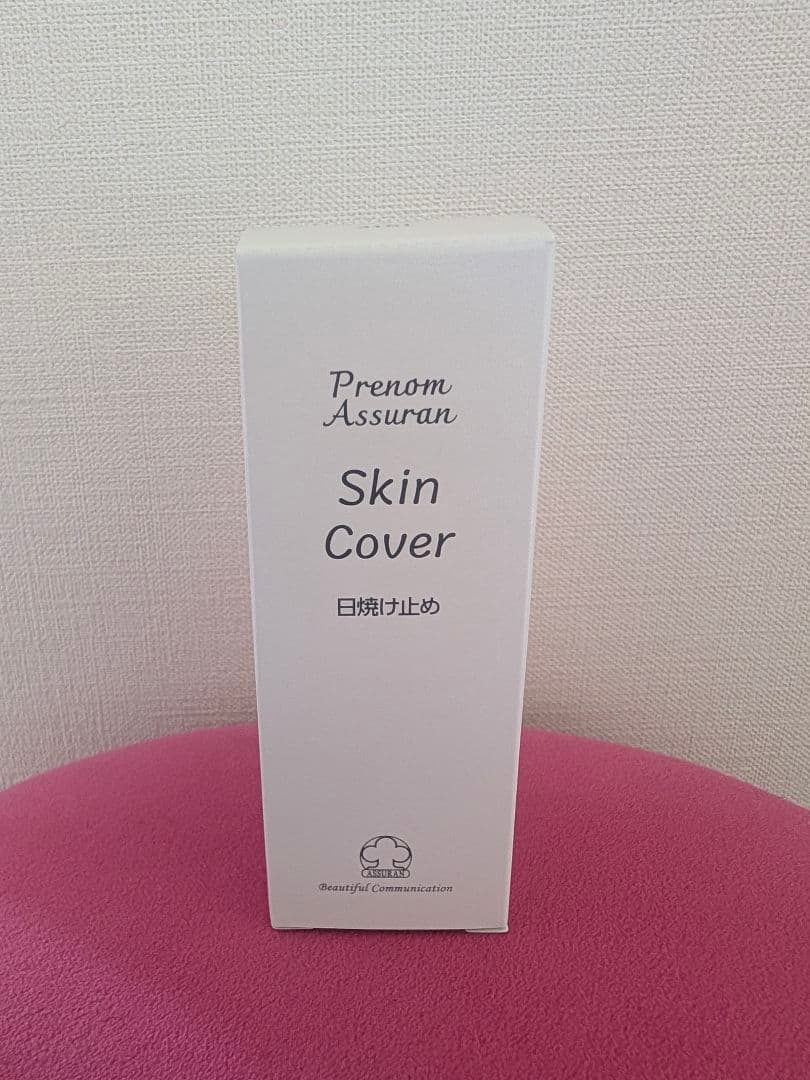 Prenom
Assuran
Skin
Cover
日焼け止め
ASSURAN
Beautiful Communication